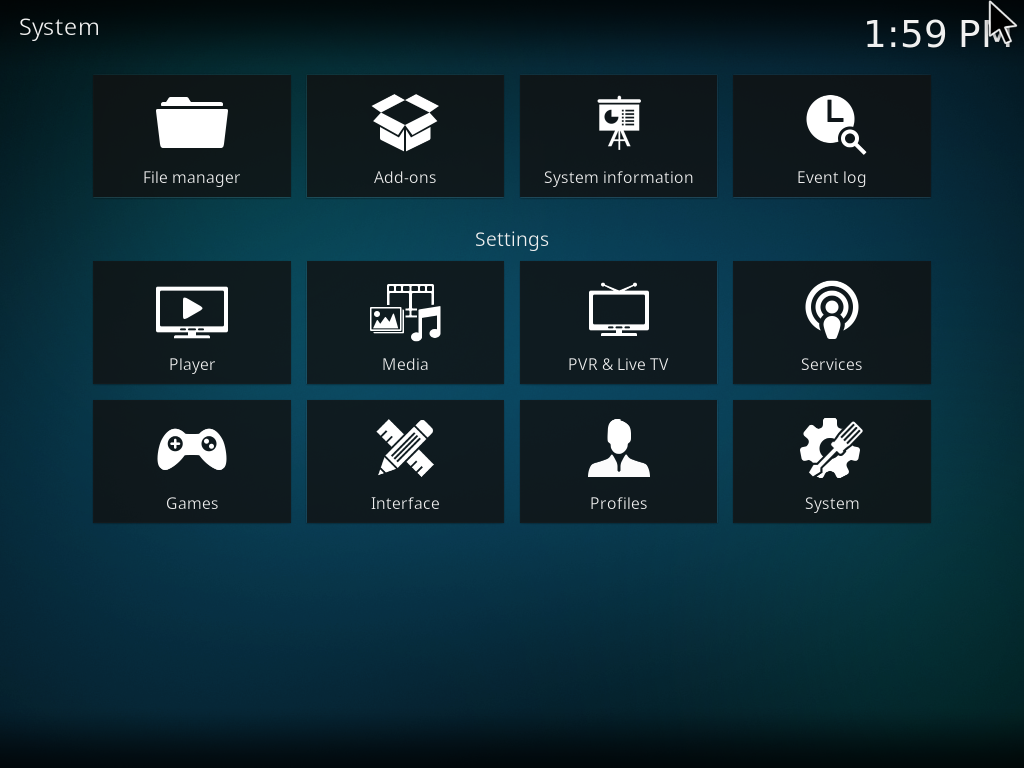 System
1:59 PM
File manager
Add-ons
System information
Event log
Settings
Player
Media
PVR & Live TV
Services
Games
Interface
Profiles
System